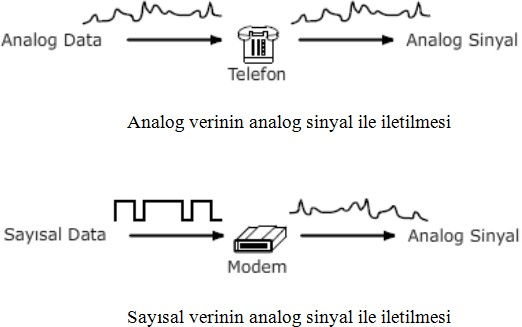 Analog Data
Analog Sinyal
Telefon
Analog verinin analog sinyal ile iletilmesi
Sayısal Data
Analog Sinyal
Modem
Sayısal verinin analog sinyal ile iletilmesi